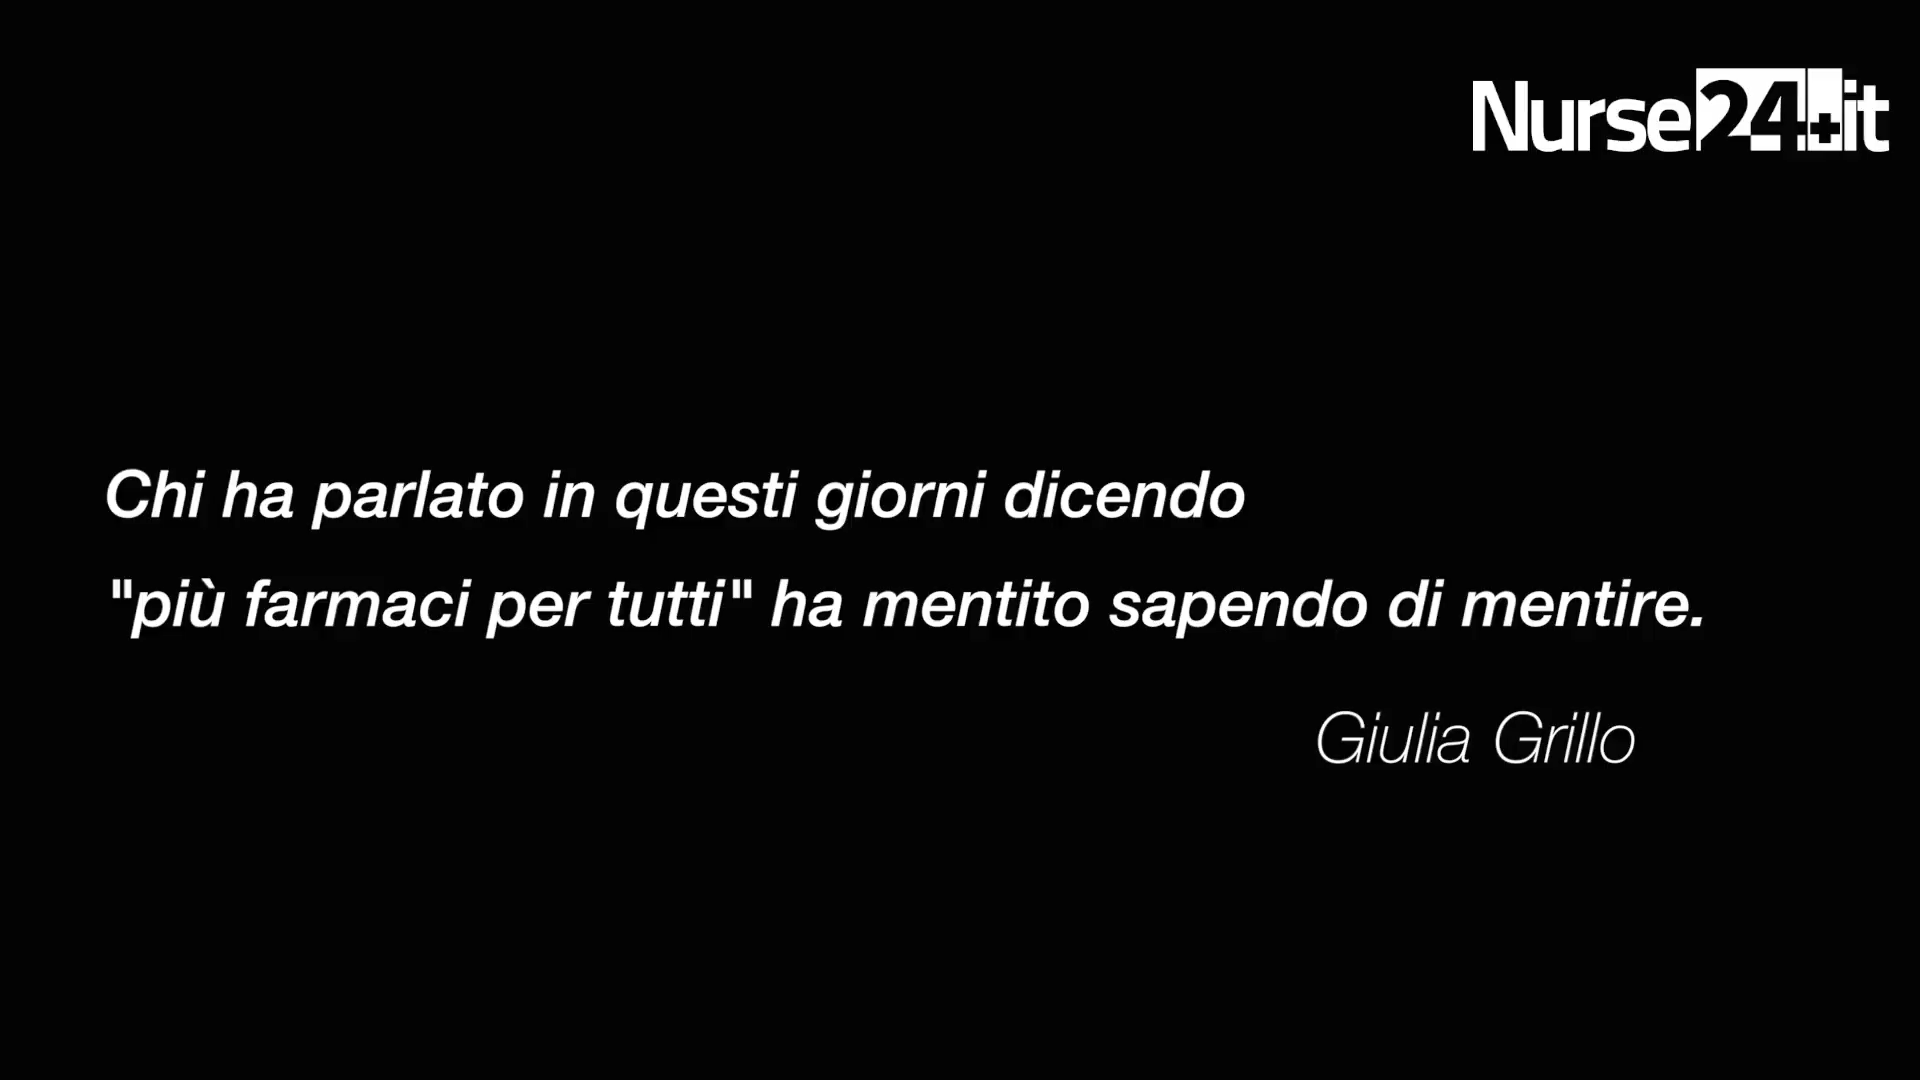 Nurse24.it
Chi ha parlato in questi giorni dicendo
"più farmaci per tutti" ha mentito sapendo di mentire.
Giulia Grillo